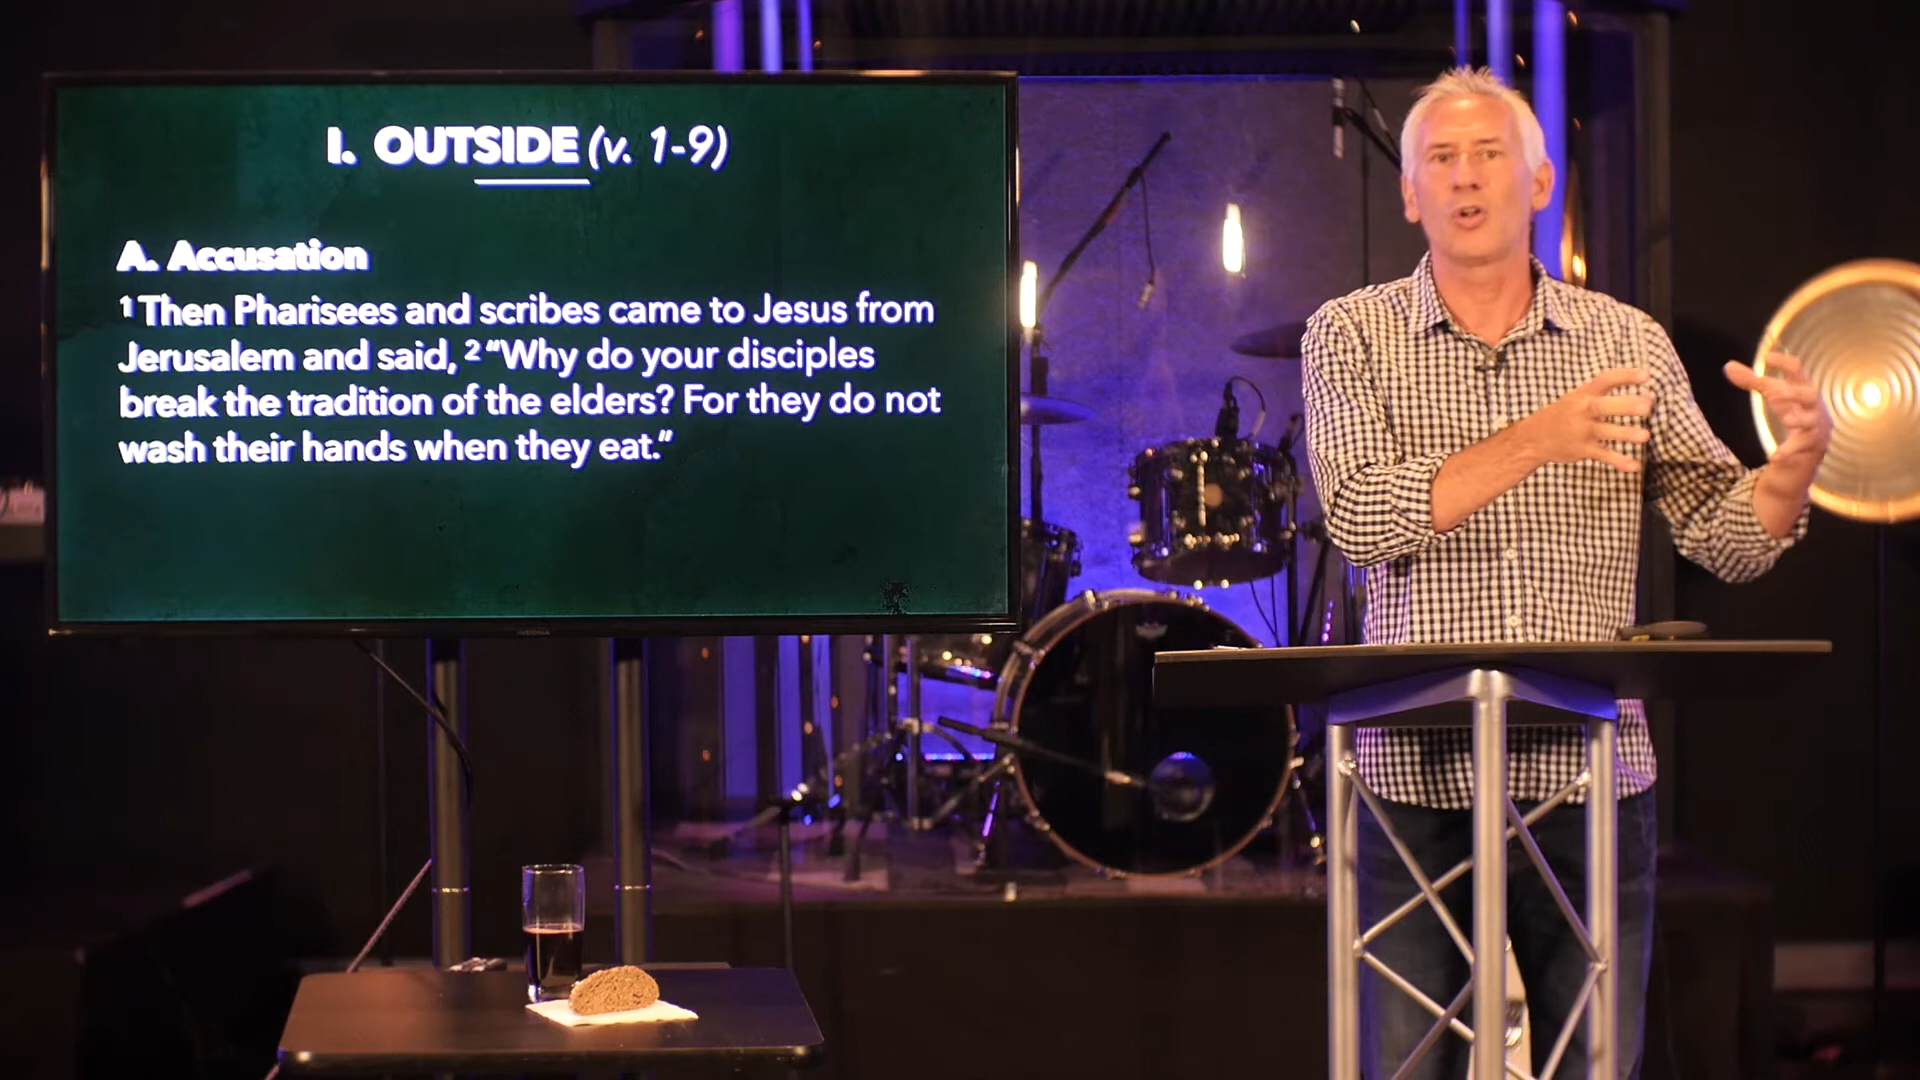 I. OUTSIDE (v. 1-9)
A. Accusation
1 Then Pharisees and scribes came to Jesus from
Jerusalem and said, 2 “Why do your disciples
break the tradition of the elders? For they do not
wash their hands when they eat.”